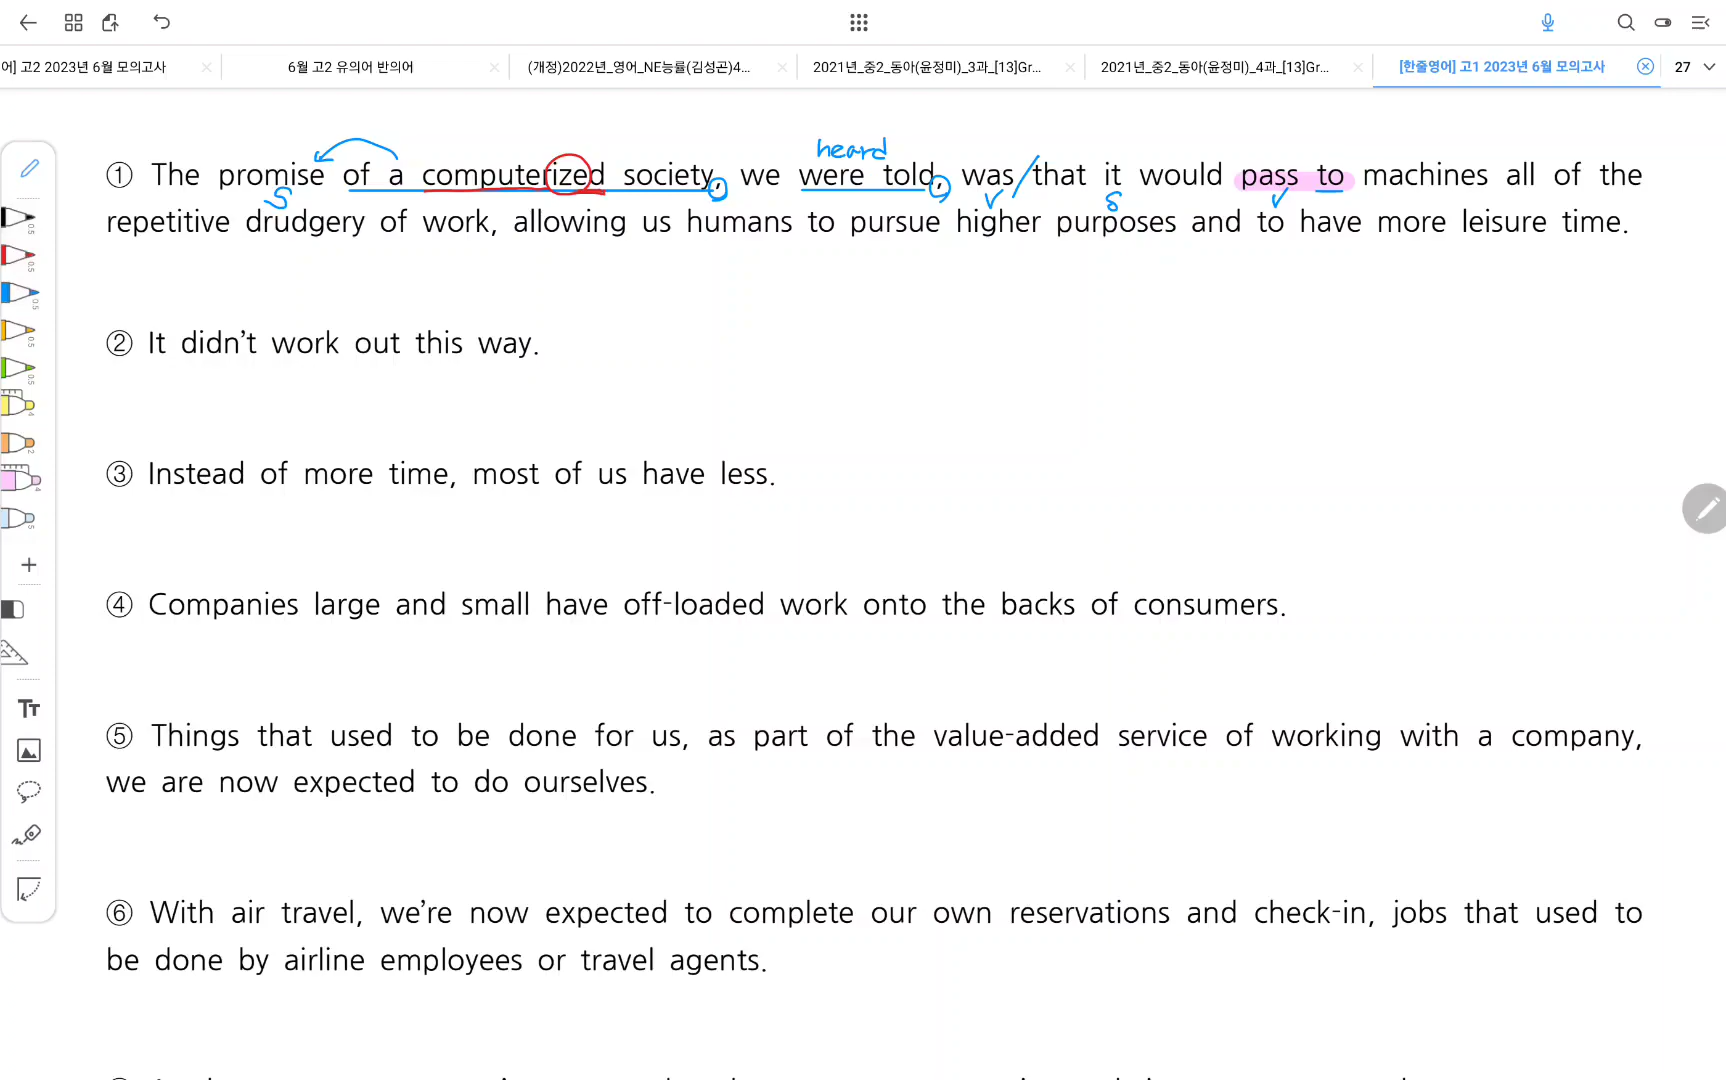 어] 고2 2023년 6월 모의고사
6월 고2 유의어 반의어
(개정)2022년_영어_NE능률(김성곤)4...
2021년_중2_동아(윤정미)_3과_[13]Gr...
2021년_중2_동아(윤정미)_4과_[13]Gr...
[한줄영어] 고1 2023년 6월 모의고사
27
heard
① The promise of a computerized society, we were told, was that it would pass to machines all of the
S V S V
repetitive drudgery of work, allowing us humans to pursue higher purposes and to have more leisure time.
② It didn't work out this way.
③ Instead of more time, most of us have less.
④ Companies large and small have off-loaded work onto the backs of consumers.
⑤ Things that used to be done for us, as part of the value-added service of working with a company,
we are now expected to do ourselves.
⑥ With air travel, we're now expected to complete our own reservations and check-in, jobs that used to
be done by airline employees or travel agents.